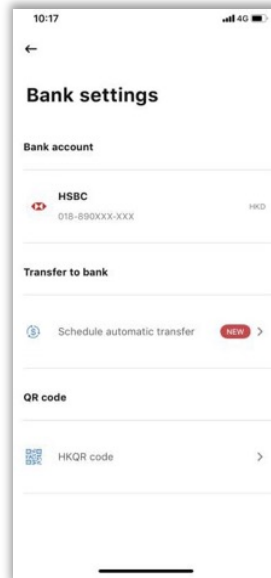 10:17
4G
Bank settings
Bank account
HSBC
018-890XXX-XXX
HKD
Transfer to bank
Schedule automatic transfer
NEW
QR code
HKQR code